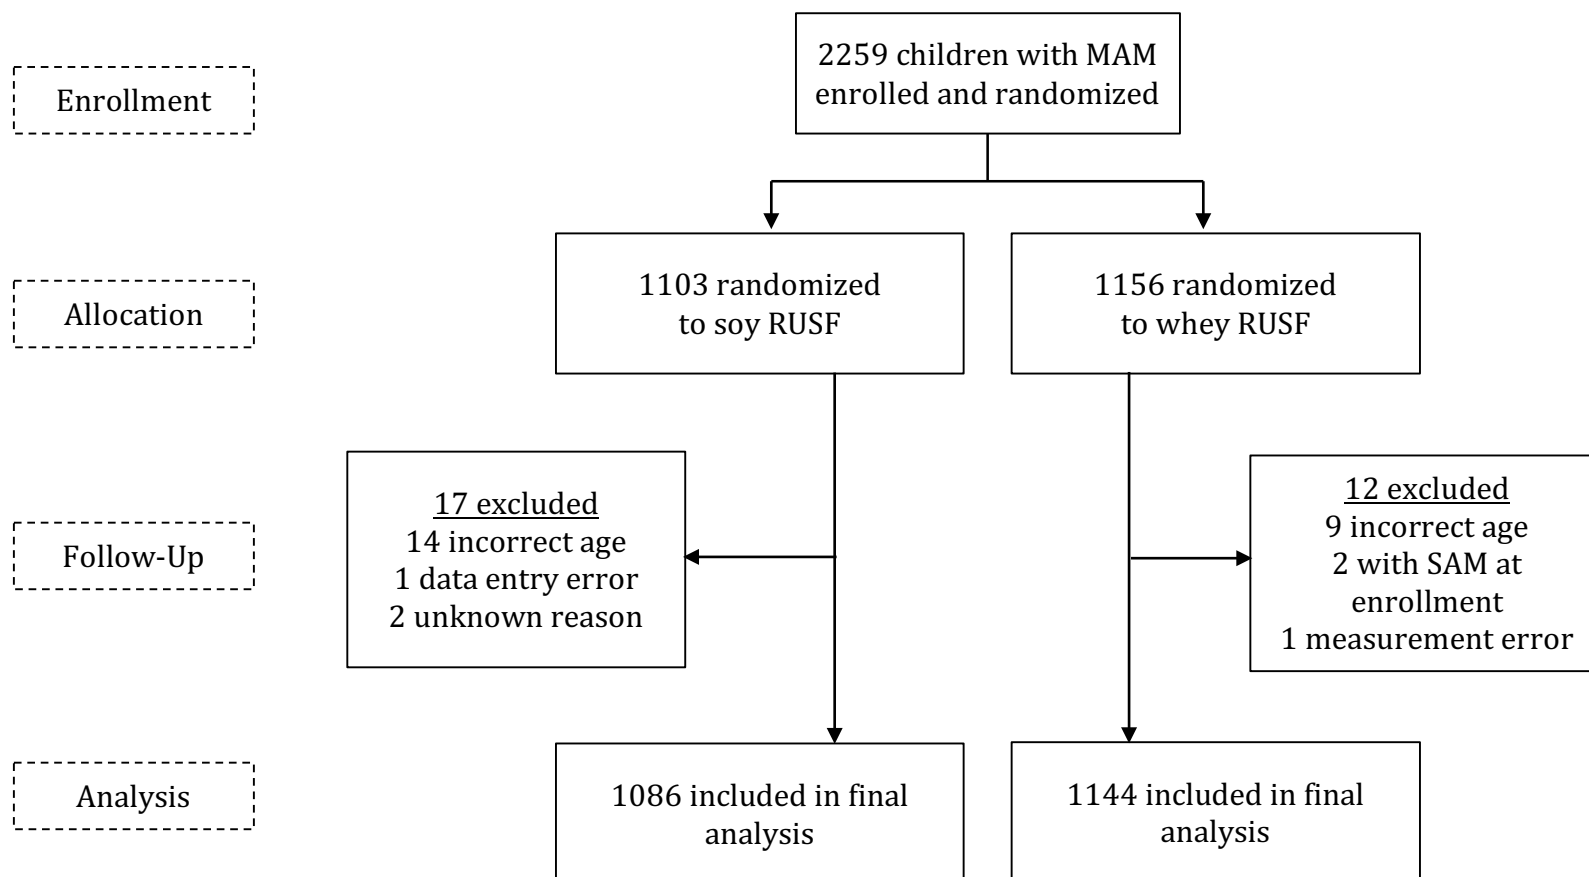 Enrollment
2259 children with MAM
enrolled and randomized
Allocation
1103 randomized
to soy RUSF
1156 randomized
to whey RUSF
Follow-Up
17 excluded
14 incorrect age
1 data entry error
2 unknown reason
12 excluded
9 incorrect age
2 with SAM at
enrollment
1 measurement error
Analysis
1086 included in final
analysis
1144 included in final
analysis